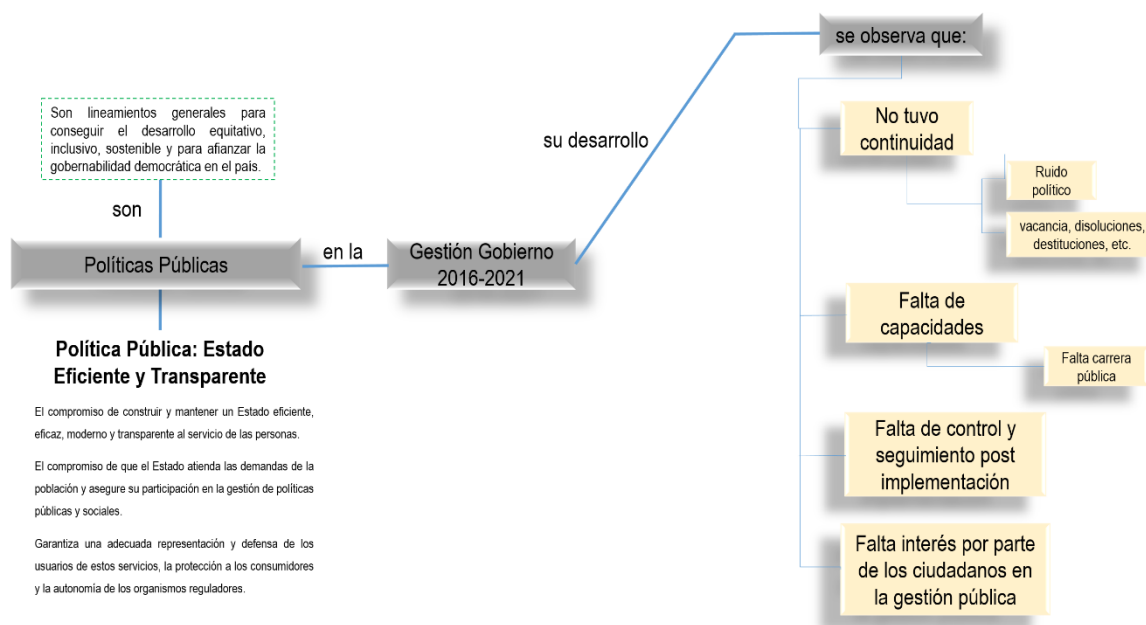 Son lineamientos generales para
conseguir el desarrollo equitativo,
inclusivo, sostenible y para afianzar la
gobernabilidad democrática en el país.
son
Políticas Públicas
en la
Gestión Gobierno
2016-2021
Política Pública: Estado
Eficiente y Transparente
El compromiso de construir y mantener un Estado eficiente,
eficaz, moderno y transparente al servicio de las personas.
El compromiso de que el Estado atienda las demandas de la
población y asegure su participación en la gestión de políticas
públicas y sociales.
Garantiza una adecuada representación y defensa de los
usuarios de estos servicios, la protección a los consumidores
y la autonomía de los organismos reguladores.
su desarrollo
se observa que:
No tuvo
continuidad
Ruido
político
vacancia, disoluciones,
destituciones, etc.
Falta de
capacidades
Falta carrera
pública
Falta de control y
seguimiento post
implementación
Falta interés por parte
de los ciudadanos en
la gestión pública